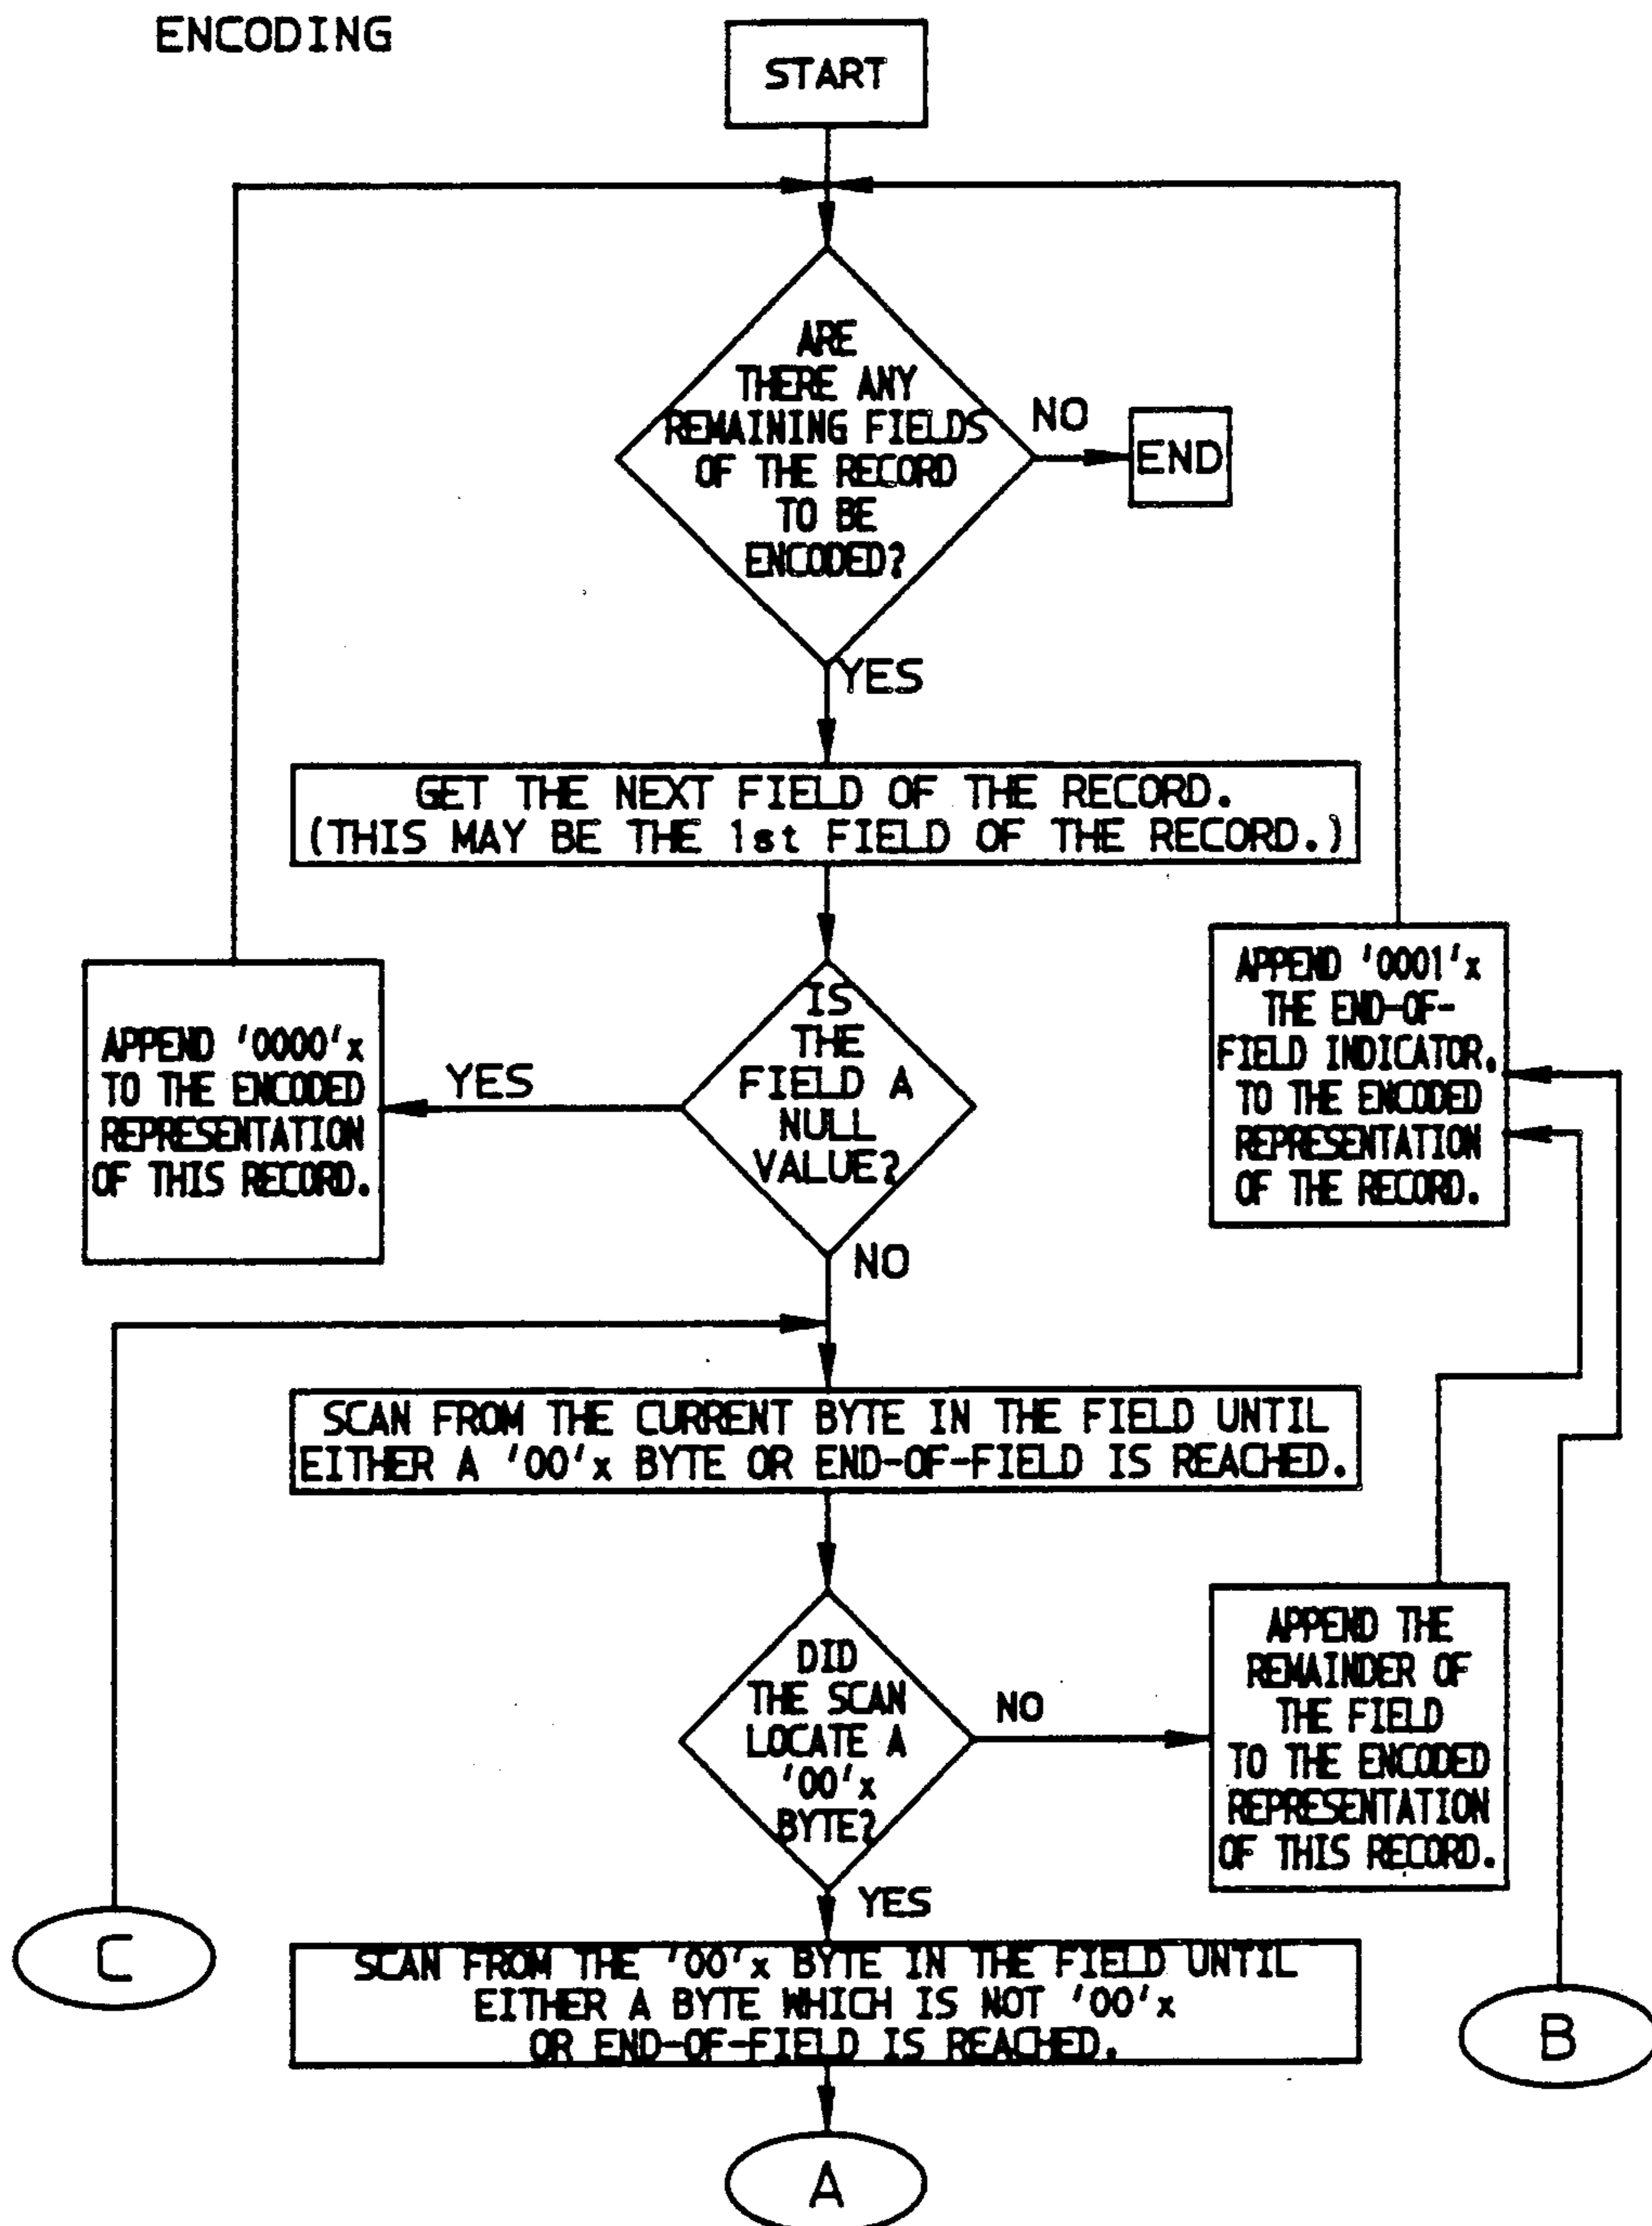 ENCODING
START
ARE
THERE ANY
REMAINING FIELDS
OF THE RECORD
TO BE
ENCODED?
NO
END
YES
GET THE NEXT FIELD OF THE RECORD.
(THIS MAY BE THE 1st FIELD OF THE RECORD.)
IS
THE
FIELD A
NULL
VALUE?
YES
APPEND '0000'x
TO THE ENCODED
REPRESENTATION
OF THIS RECORD.
NO
APPEND '0001'x
THE END-OF-
FIELD INDICATOR.
TO THE ENCODED
REPRESENTATION
OF THE RECORD.
SCAN FROM THE CURRENT BYTE IN THE FIELD UNTIL
EITHER A '00'x BYTE OR END-OF-FIELD IS REACHED.
DID
THE SCAN
LOCATE A
'00'x
BYTE?
NO
APPEND THE
REMAINDER OF
THE FIELD
TO THE ENCODED
REPRESENTATION
OF THIS RECORD.
YES
SCAN FROM THE '00'x BYTE IN THE FIELD UNTIL
EITHER A BYTE WHICH IS NOT '00'x
OR END-OF-FIELD IS REACHED.
C
B
A